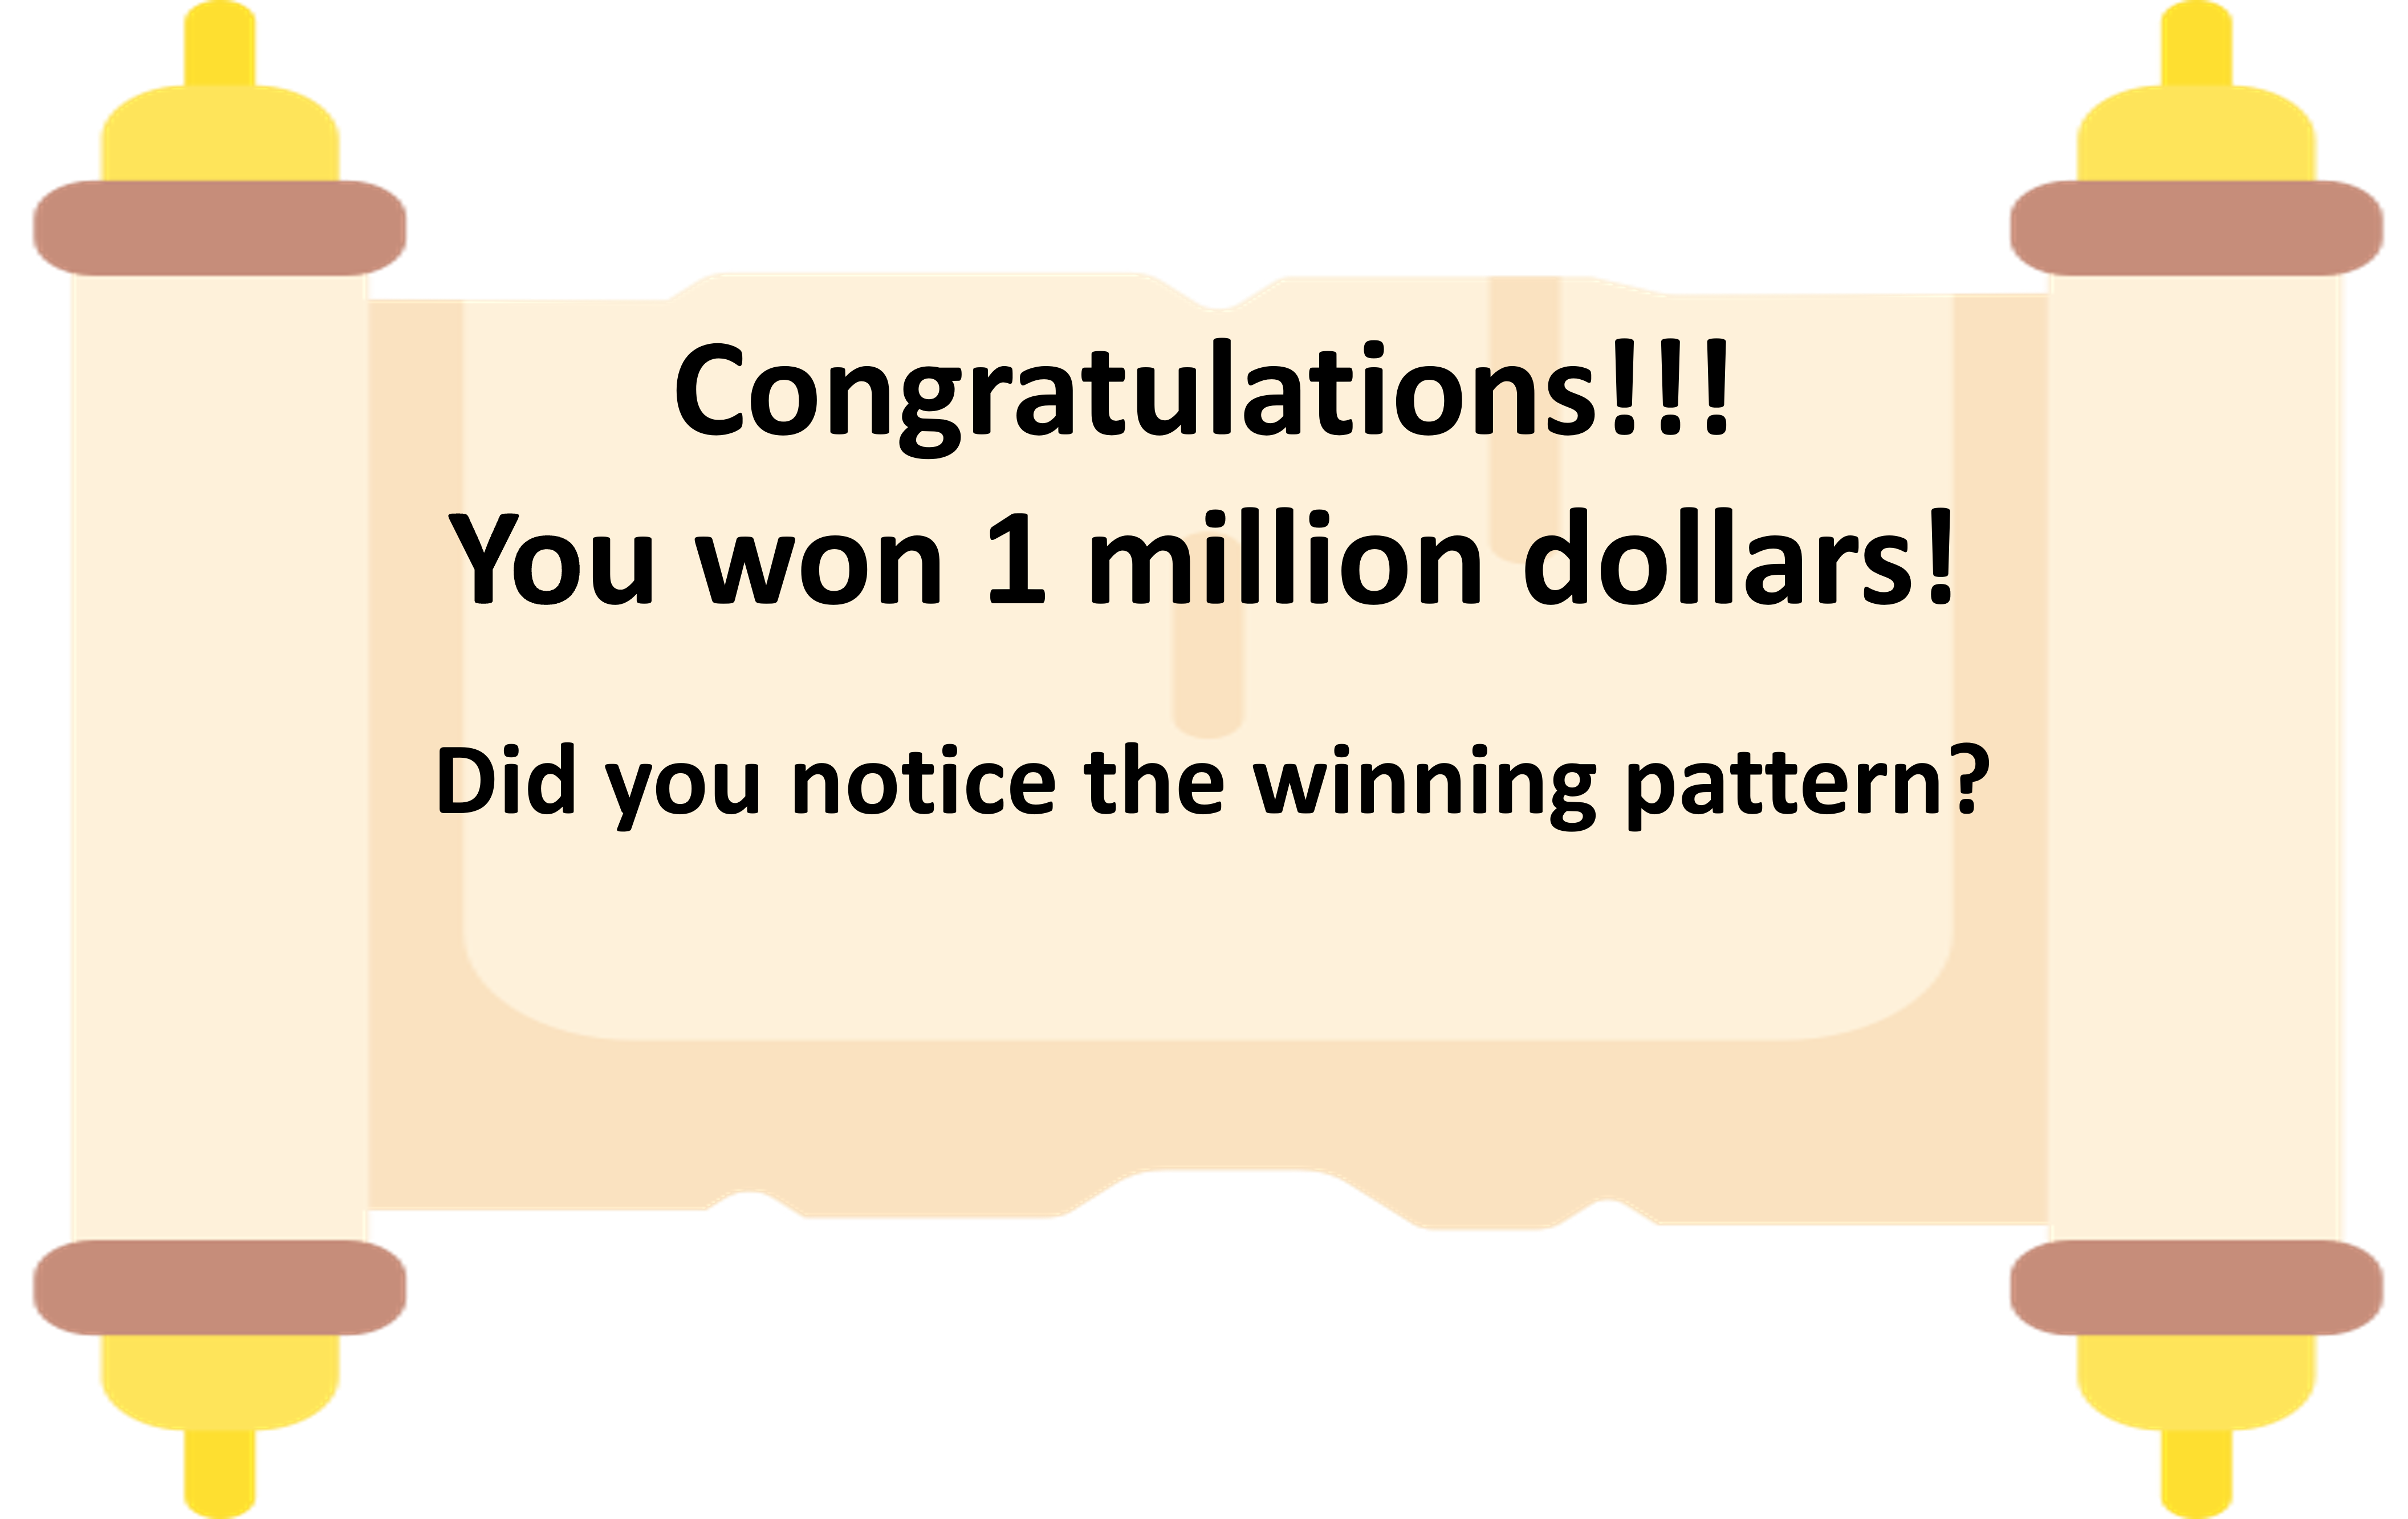 Congratulations!!!
You won 1 million dollars!
Did you notice the winning pattern?